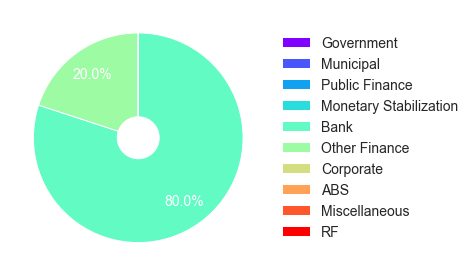 20.0%
80.0%
Government
Municipal
Public Finance
Monetary Stabilization
Bank
Other Finance
Corporate
ABS
Miscellaneous
RF